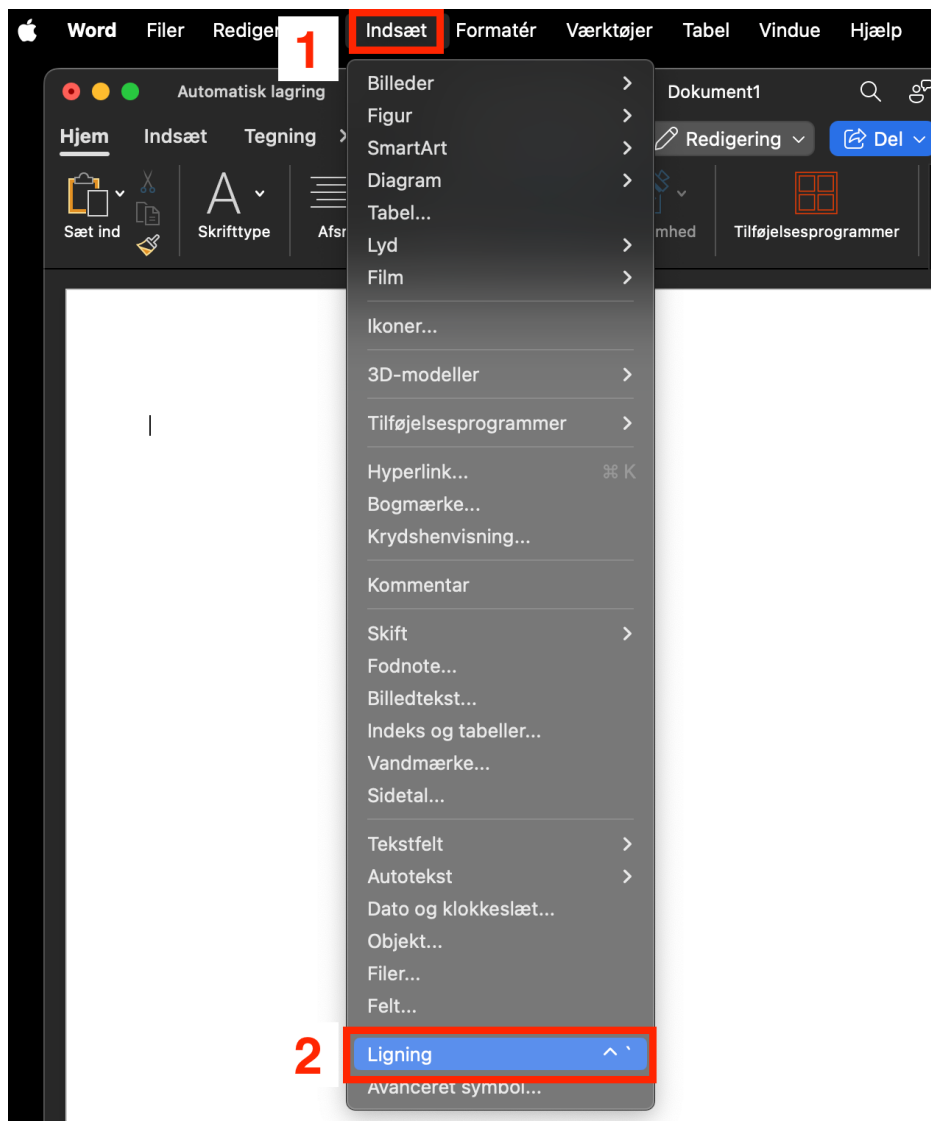 Word Filer Rediger Indsæt Formatér Værktøjer Tabel Vindue Hjælp
1
Automatisk lagring Dokument1
Hjem Indsæt Tegning Redigering Del
Sæt ind Skrifttype Afsn mhed Tilføjelsesprogrammer
Billeder
Figur
SmartArt
Diagram
Tabel...
Lyd
Film
Ikoner...
3D-modeller
Tilføjelsesprogrammer
Hyperlink... ⌘ K
Bogmærke...
Krydshenvisning...
Kommentar
Skift
Fodnote...
Billedtekst...
Indeks og tabeller...
Vandmærke...
Sidetal...
Tekstfelt
Autotekst
Dato og klokkeslæt...
Objekt...
Filer...
Felt...
2 Ligning ^ `
Avanceret symbol...